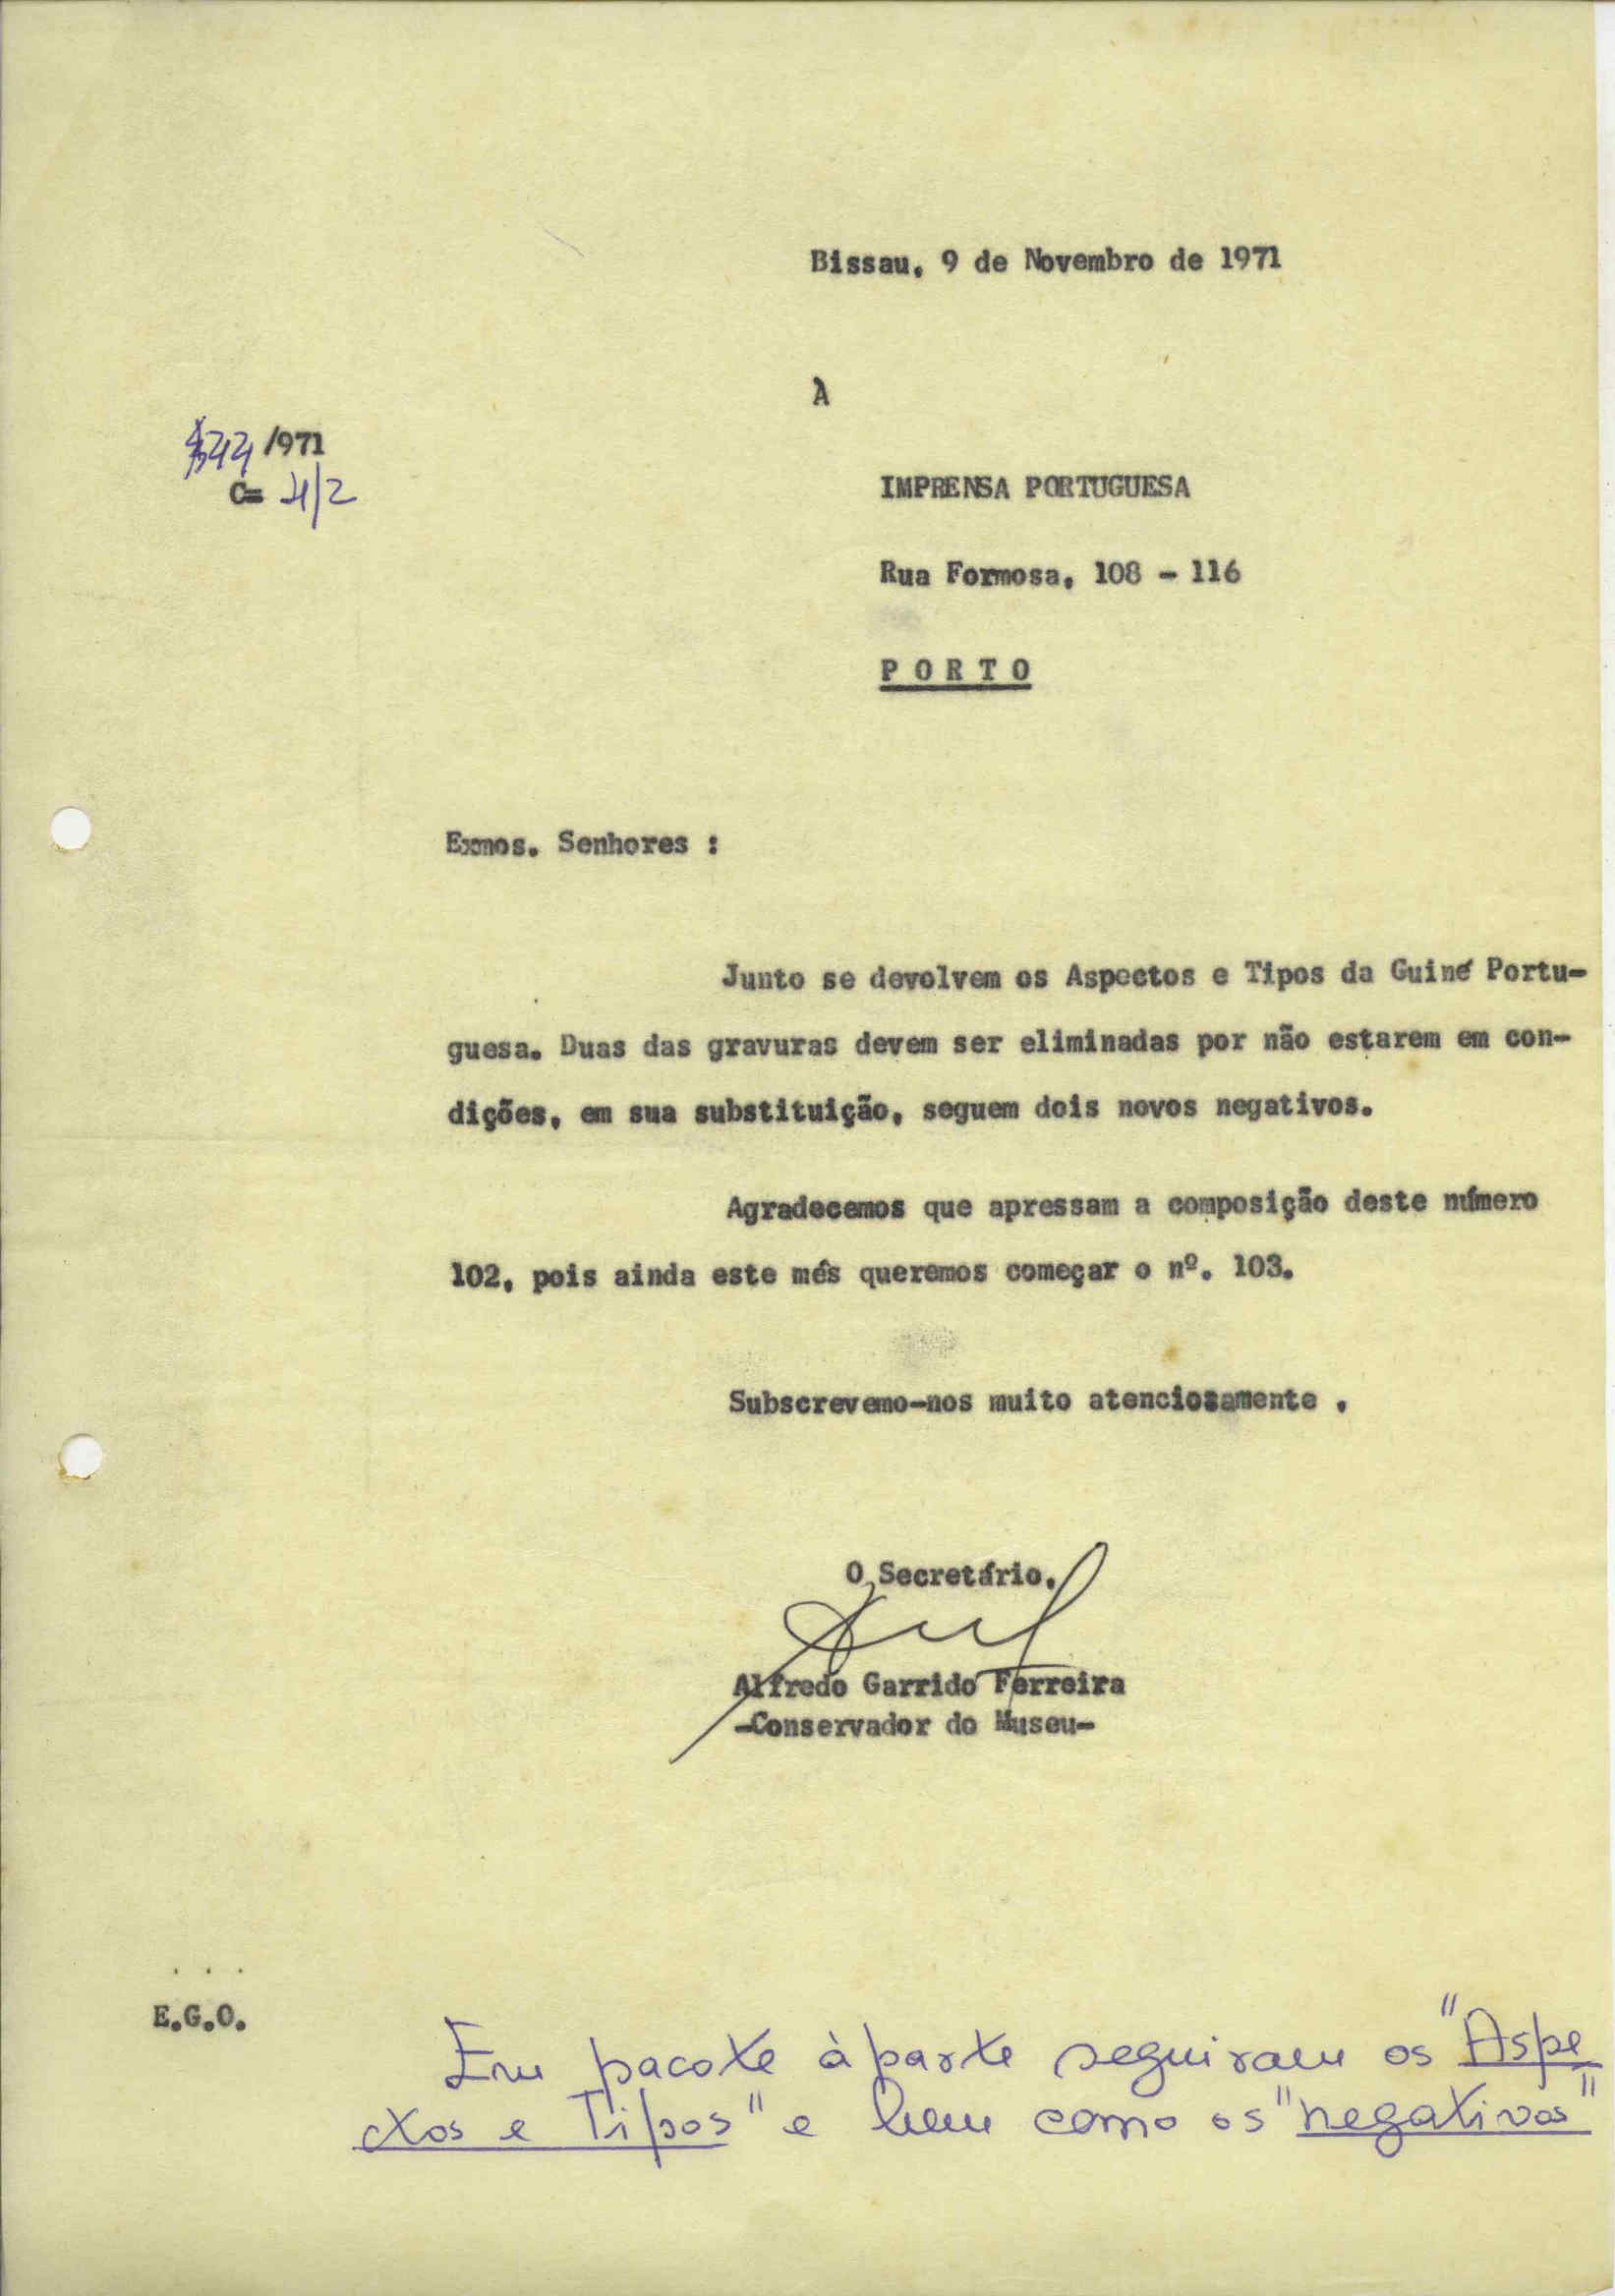 Bissau, 9 de Novembro de 1971
À
/971
C= 4/2
IMPRENSA PORTUGUESA
Rua Formosa, 108 - 116
P O R T O
Exmos. Senhores :
Junto se devolvem os Aspectos e Tipos da Guiné Portu-
guesa. Duas das gravuras devem ser eliminadas por não estarem em con-
dições, em sua substituição, seguem dois novos negativos.
Agradecemos que apressam a composição deste número
102, pois ainda este mês queremos começar o nº. 103.
Subscrevemo-nos muito atenciosamente ,
O Secretário,
Alfredo Garrido Ferreira
-Conservador do Museu-
. . .
E.G.O.
Em pacote àparte seguiram os "Aspe
ctos e Tipos" e bem como os "negativos"